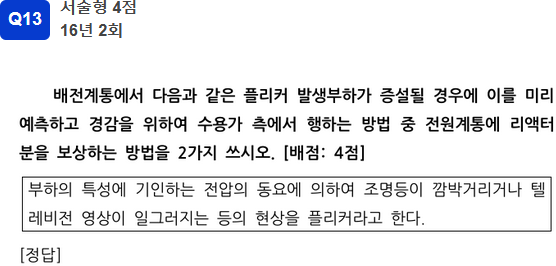 Q13
서술형 4점
16년 2회
배전계통에서 다음과 같은 플리커 발생부하가 증설될 경우에 이를 미리
예측하고 경감을 위하여 수용가 측에서 행하는 방법 중 전원계통에 리액터
분을 보상하는 방법을 2가지 쓰시오. [배점: 4점]
부하의 특성에 기인하는 전압의 동요에 의하여 조명등이 깜박거리거나 텔
레비전 영상이 일그러지는 등의 현상을 플리커라고 한다.
[정답]